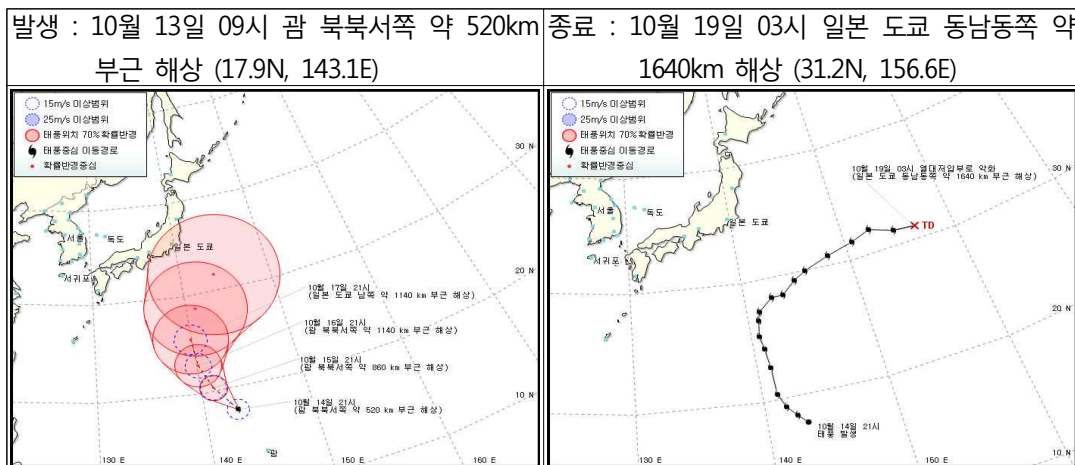 발생 : 10월 13일 09시 괌 북북서쪽 약 520km
부근 해상 (17.9N, 143.1E)
종료 : 10월 19일 03시 일본 도쿄 동남동쪽 약
1640km 해상 (31.2N, 156.6E)
15m/s 이상범위
25m/s 이상범위
태풍위치 70%확률반경
태풍중심 이동경로
확률반경중심
서울
독도
서귀포
일본 도쿄
30 N
20 N
10 N
10월 17일 21시
(일본 도쿄 남쪽 약 1140 km 부근 해상)
10월 16일 21시
(괌 북북서쪽 약 1140 km 부근 해상)
10월 15일 21시
(괌 북북서쪽 약 860 km 부근 해상)
10월 14일 21시
(괌 북북서쪽 약 520 km 부근 해상)
괌
130 E
140 E
150 E
160 E
15m/s 이상범위
25m/s 이상범위
태풍위치 70%확률반경
태풍중심 이동경로
확률반경중심
10월 19일 03시 열대저압부로 약화
(일본 도쿄 동남동쪽 약 1640 km 부근 해상)
TD
서울
독도
서귀포
일본 도쿄
30 N
20 N
10 N
10월 14일 21시
태풍 발생
130 E
140 E
150 E